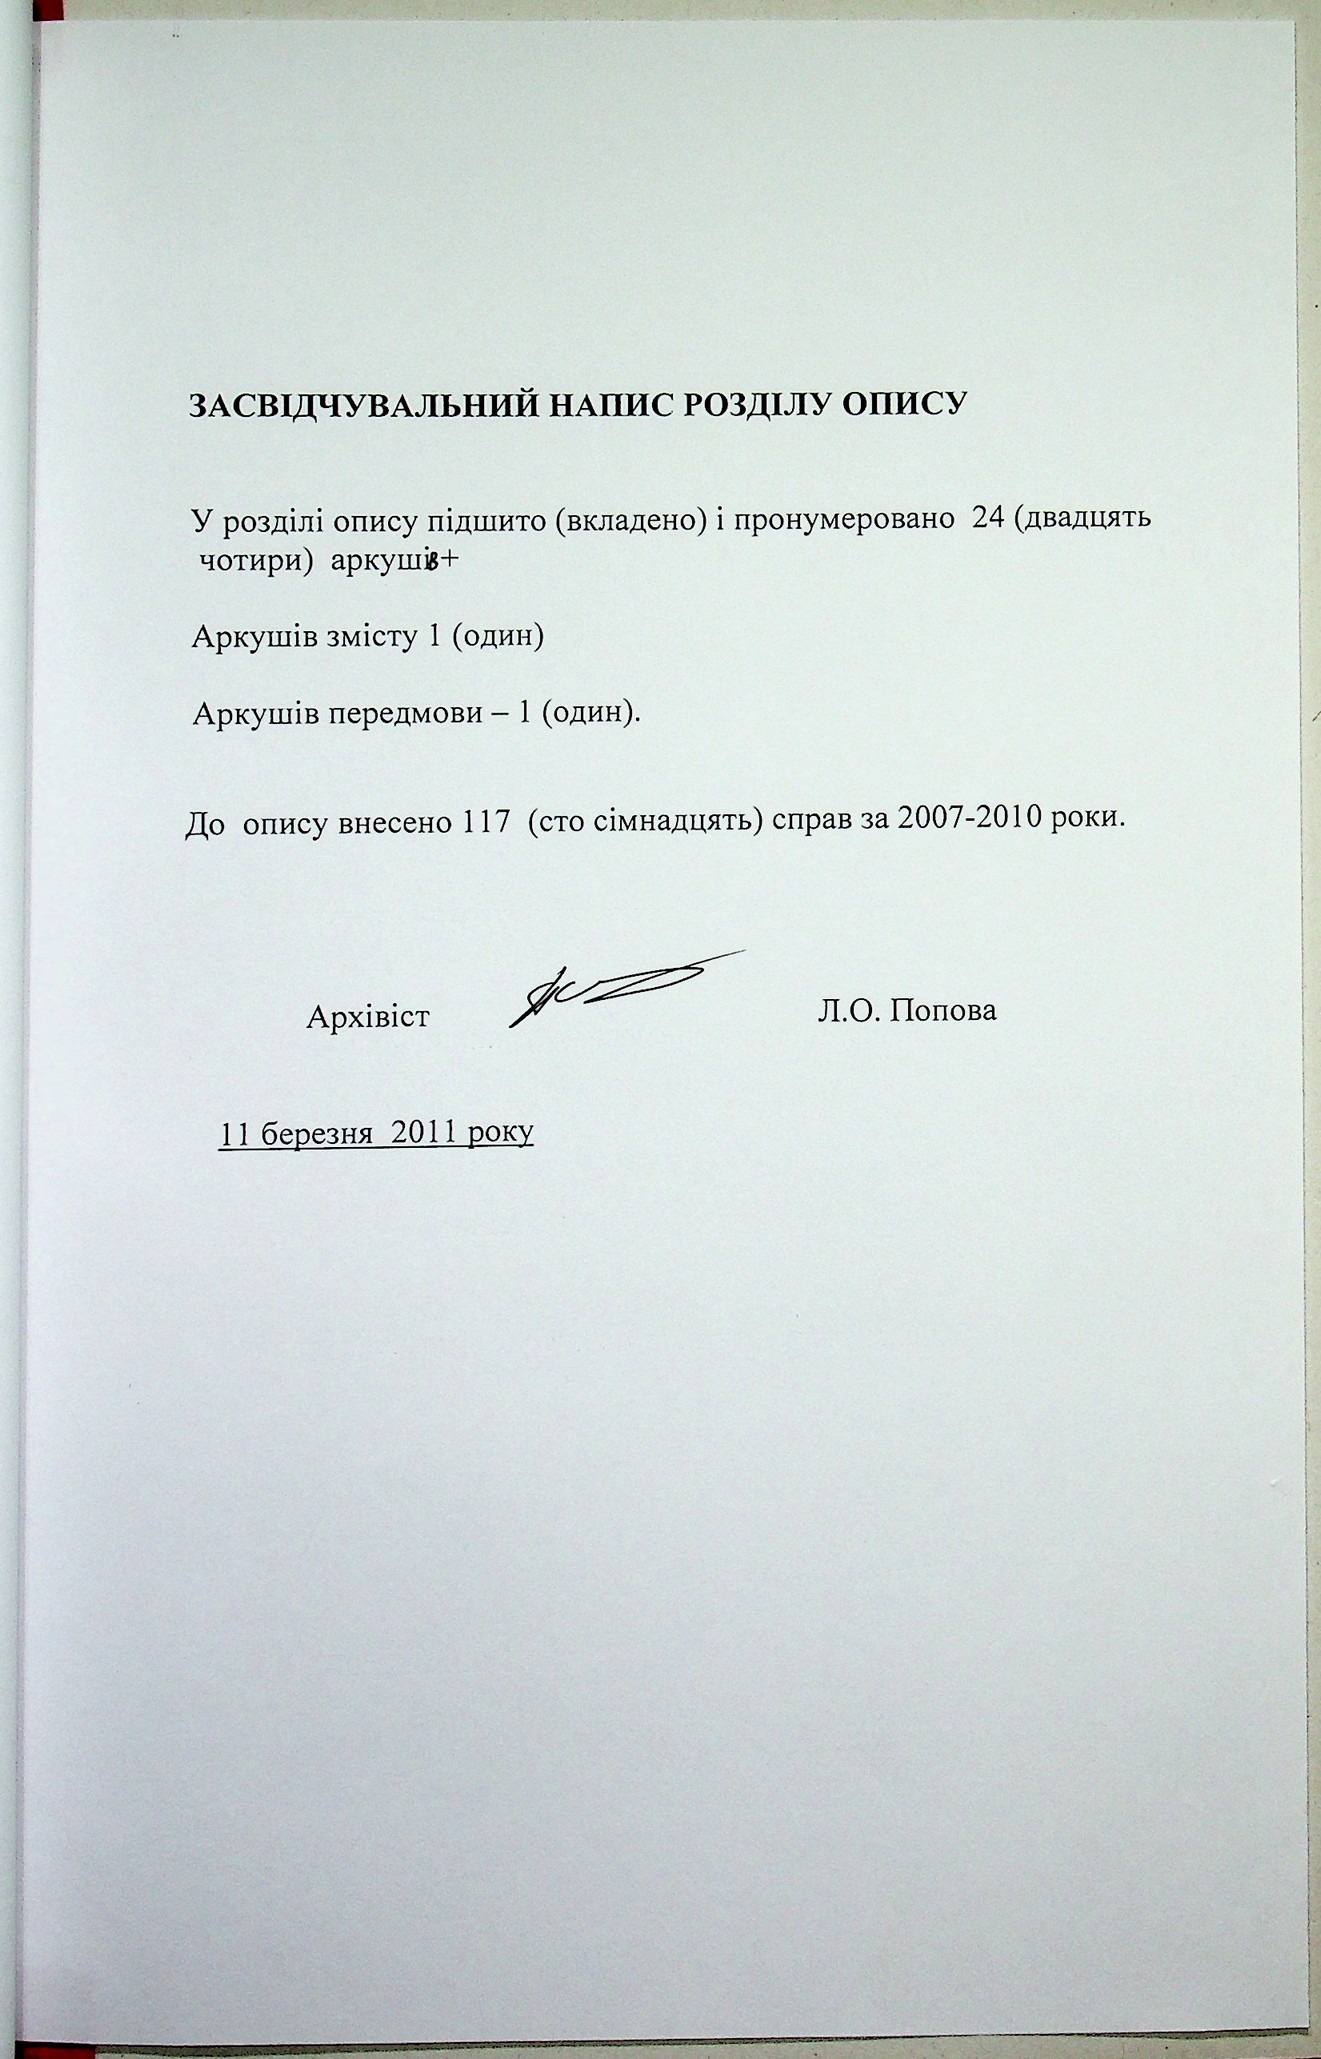 ЗАСВІДЧУВАЛЬНИЙ НАПИС РОЗДІЛУ ОПИСУ
У розділі опису підшито (вкладено) і пронумеровано 24 (двадцять
чотири) аркушів+
Аркушів змісту 1 (один)
Аркушів передмови – 1 (один).
До опису внесено 117 (сто сімнадцять) справ за 2007-2010 роки.
Архівіст Л.О. Попова
11 березня 2011 року